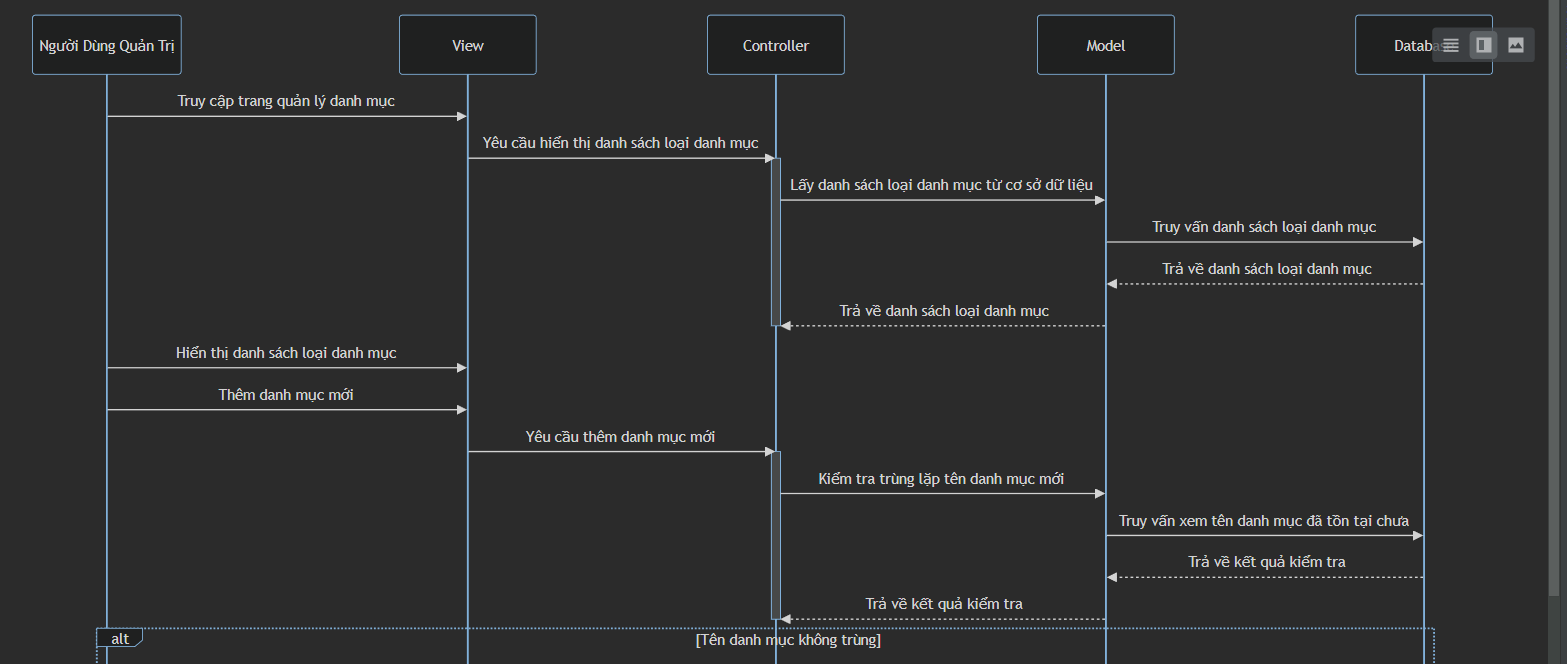 Người Dùng Quản Trị
View
Controller
Model
Truy cập trang quản lý danh mục
Yêu cầu hiển thị danh sách loại danh mục
Lấy danh sách loại danh mục từ cơ sở dữ liệu
Truy vấn danh sách loại danh mục
Trả về danh sách loại danh mục
Trả về danh sách loại danh mục
Hiển thị danh sách loại danh mục
Thêm danh mục mới
Yêu cầu thêm danh mục mới
Kiểm tra trùng lặp tên danh mục mới
Truy vấn xem tên danh mục đã tồn tại chưa
Trả về kết quả kiểm tra
Trả về kết quả kiểm tra
alt
[Tên danh mục không trùng]